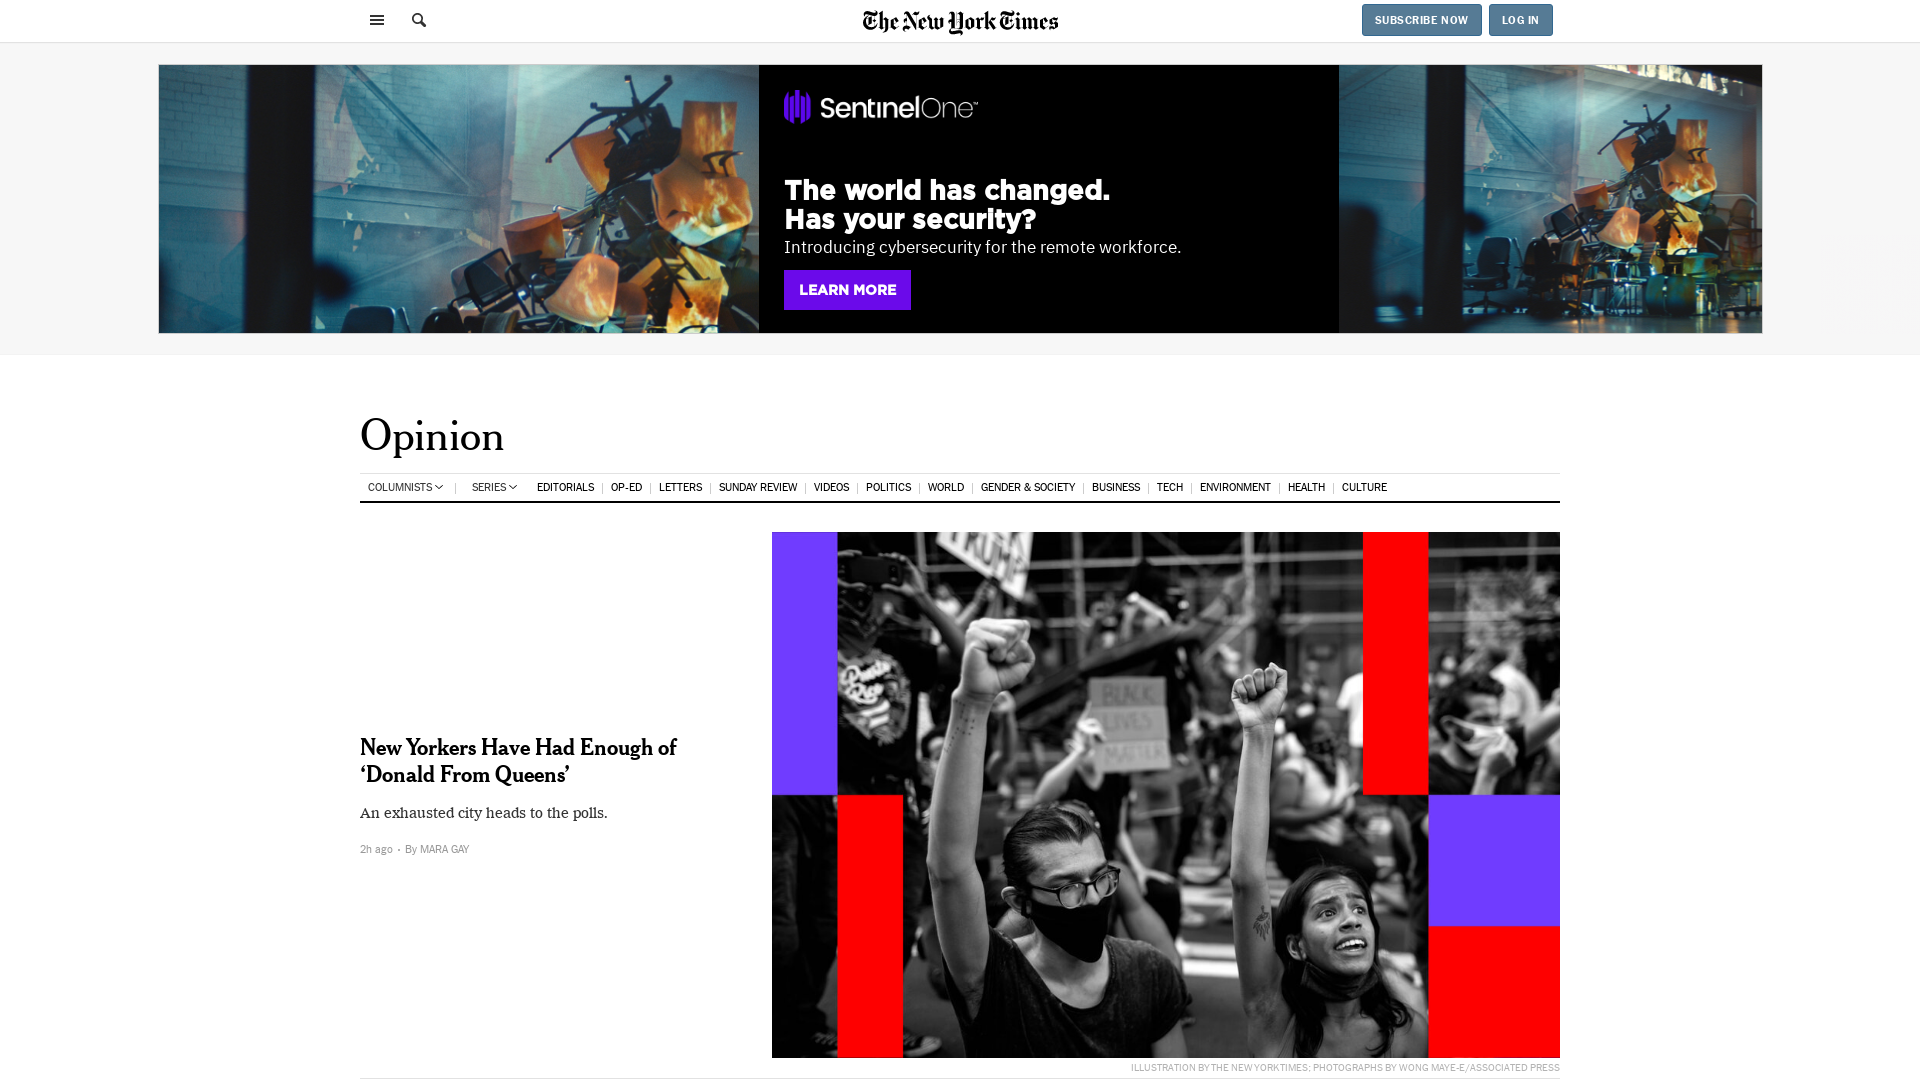 The New York Times
SUBSCRIBE NOW
LOG IN
SentinelOne™
The world has changed.
Has your security?
Introducing cybersecurity for the remote workforce.
LEARN MORE
Opinion
COLUMNISTS
SERIES
EDITORIALS
OP-ED
LETTERS
SUNDAY REVIEW
VIDEOS
POLITICS
WORLD
GENDER & SOCIETY
BUSINESS
TECH
ENVIRONMENT
HEALTH
CULTURE
TRUMP
BLACK
LIVES
MATTER
New Yorkers Have Had Enough of
‘Donald From Queens’
An exhausted city heads to the polls.
2h ago • By MARA GAY
ILLUSTRATION BY THE NEW YORK TIMES; PHOTOGRAPHS BY WONG MAYE-E/ASSOCIATED PRESS